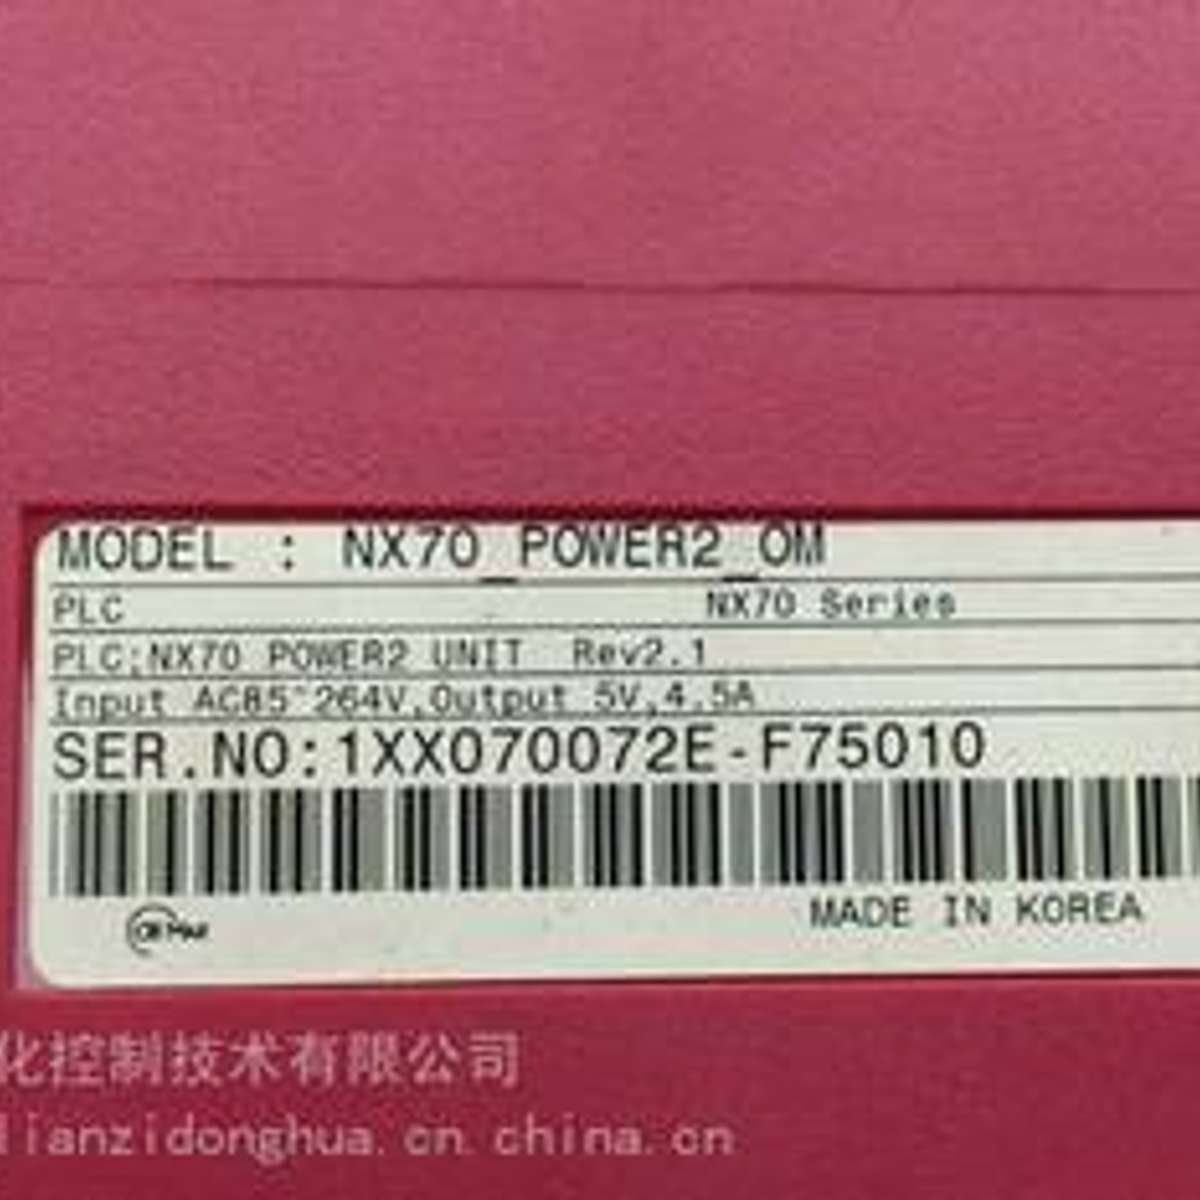 MODEL : NX70_POWER2_OM
PLC NX70 Series
PLC:NX70 POWER2 UNIT Rev2.1
Input AC85~264V,Output 5V,4.5A
SER.NO:1XX070072E-F75010
MADE IN KOREA
化控制技术有限公司
lianzidonghua.cn.china.cn